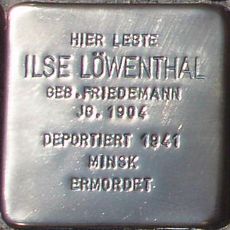 HIER LEBTE
ILSE LÖWENTHAL
GEB. FRIEDEMANN
JG. 1904
DEPORTIERT 1941
MINSK
ERMORDET